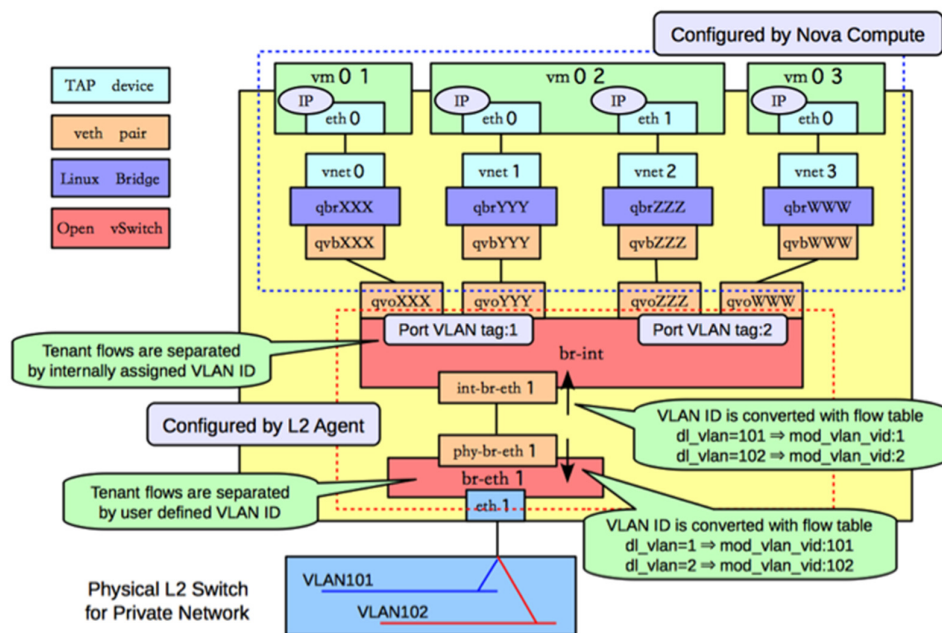 Configured by Nova Compute
TAP device
veth pair
Linux Bridge
Open vSwitch
vm 0 1
vm 0 2
vm 0 3
IP
IP
IP
IP
eth 0
eth 0
eth 1
eth 0
vnet 0
vnet 1
vnet 2
vnet 3
qbrXXX
qbrYYY
qbrZZZ
qbrWWW
qvbXXX
qvbYYY
qvbZZZ
qvbWWW
qvoXXX
qvoYYY
qvoZZZ
qvoWWW
Port VLAN tag:1
Port VLAN tag:2
br-int
Tenant flows are separated
by internally assigned VLAN ID
int-br-eth 1
Configured by L2 Agent
VLAN ID is converted with flow table
dl_vlan=101 ⇒ mod_vlan_vid:1
dl_vlan=102 ⇒ mod_vlan_vid:2
phy-br-eth 1
br-eth 1
eth 1
Tenant flows are separated
by user defined VLAN ID
VLAN ID is converted with flow table
dl_vlan=1 ⇒ mod_vlan_vid:101
dl_vlan=2 ⇒ mod_vlan_vid:102
Physical L2 Switch
for Private Network
VLAN101
VLAN102